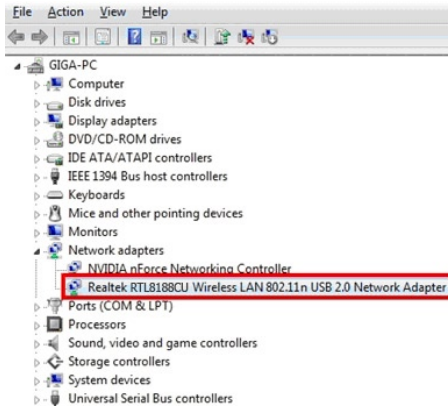 File Action View Help
GIGA-PC
Computer
Disk drives
Display adapters
DVD/CD-ROM drives
IDE ATA/ATAPI controllers
IEEE 1394 Bus host controllers
Keyboards
Mice and other pointing devices
Monitors
Network adapters
NVIDIA nForce Networking Controller
Realtek RTL8188CU Wireless LAN 802.11n USB 2.0 Network Adapter
Ports (COM & LPT)
Processors
Sound, video and game controllers
Storage controllers
System devices
Universal Serial Bus controllers